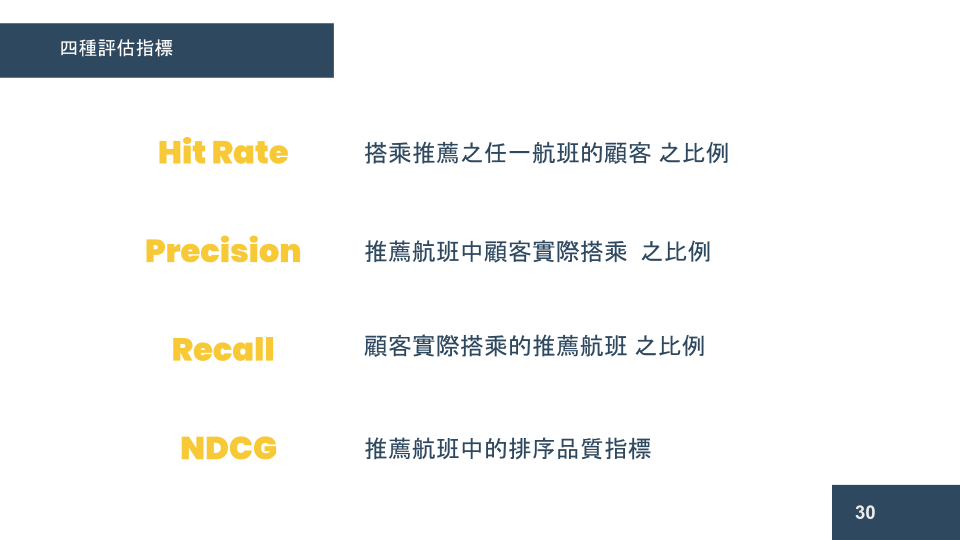 四種評估指標
Hit Rate 搭乘推薦之任一航班的顧客 之比例
Precision 推薦航班中顧客實際搭乘 之比例
Recall 顧客實際搭乘的推薦航班 之比例
NDCG 推薦航班中的排序品質指標
30